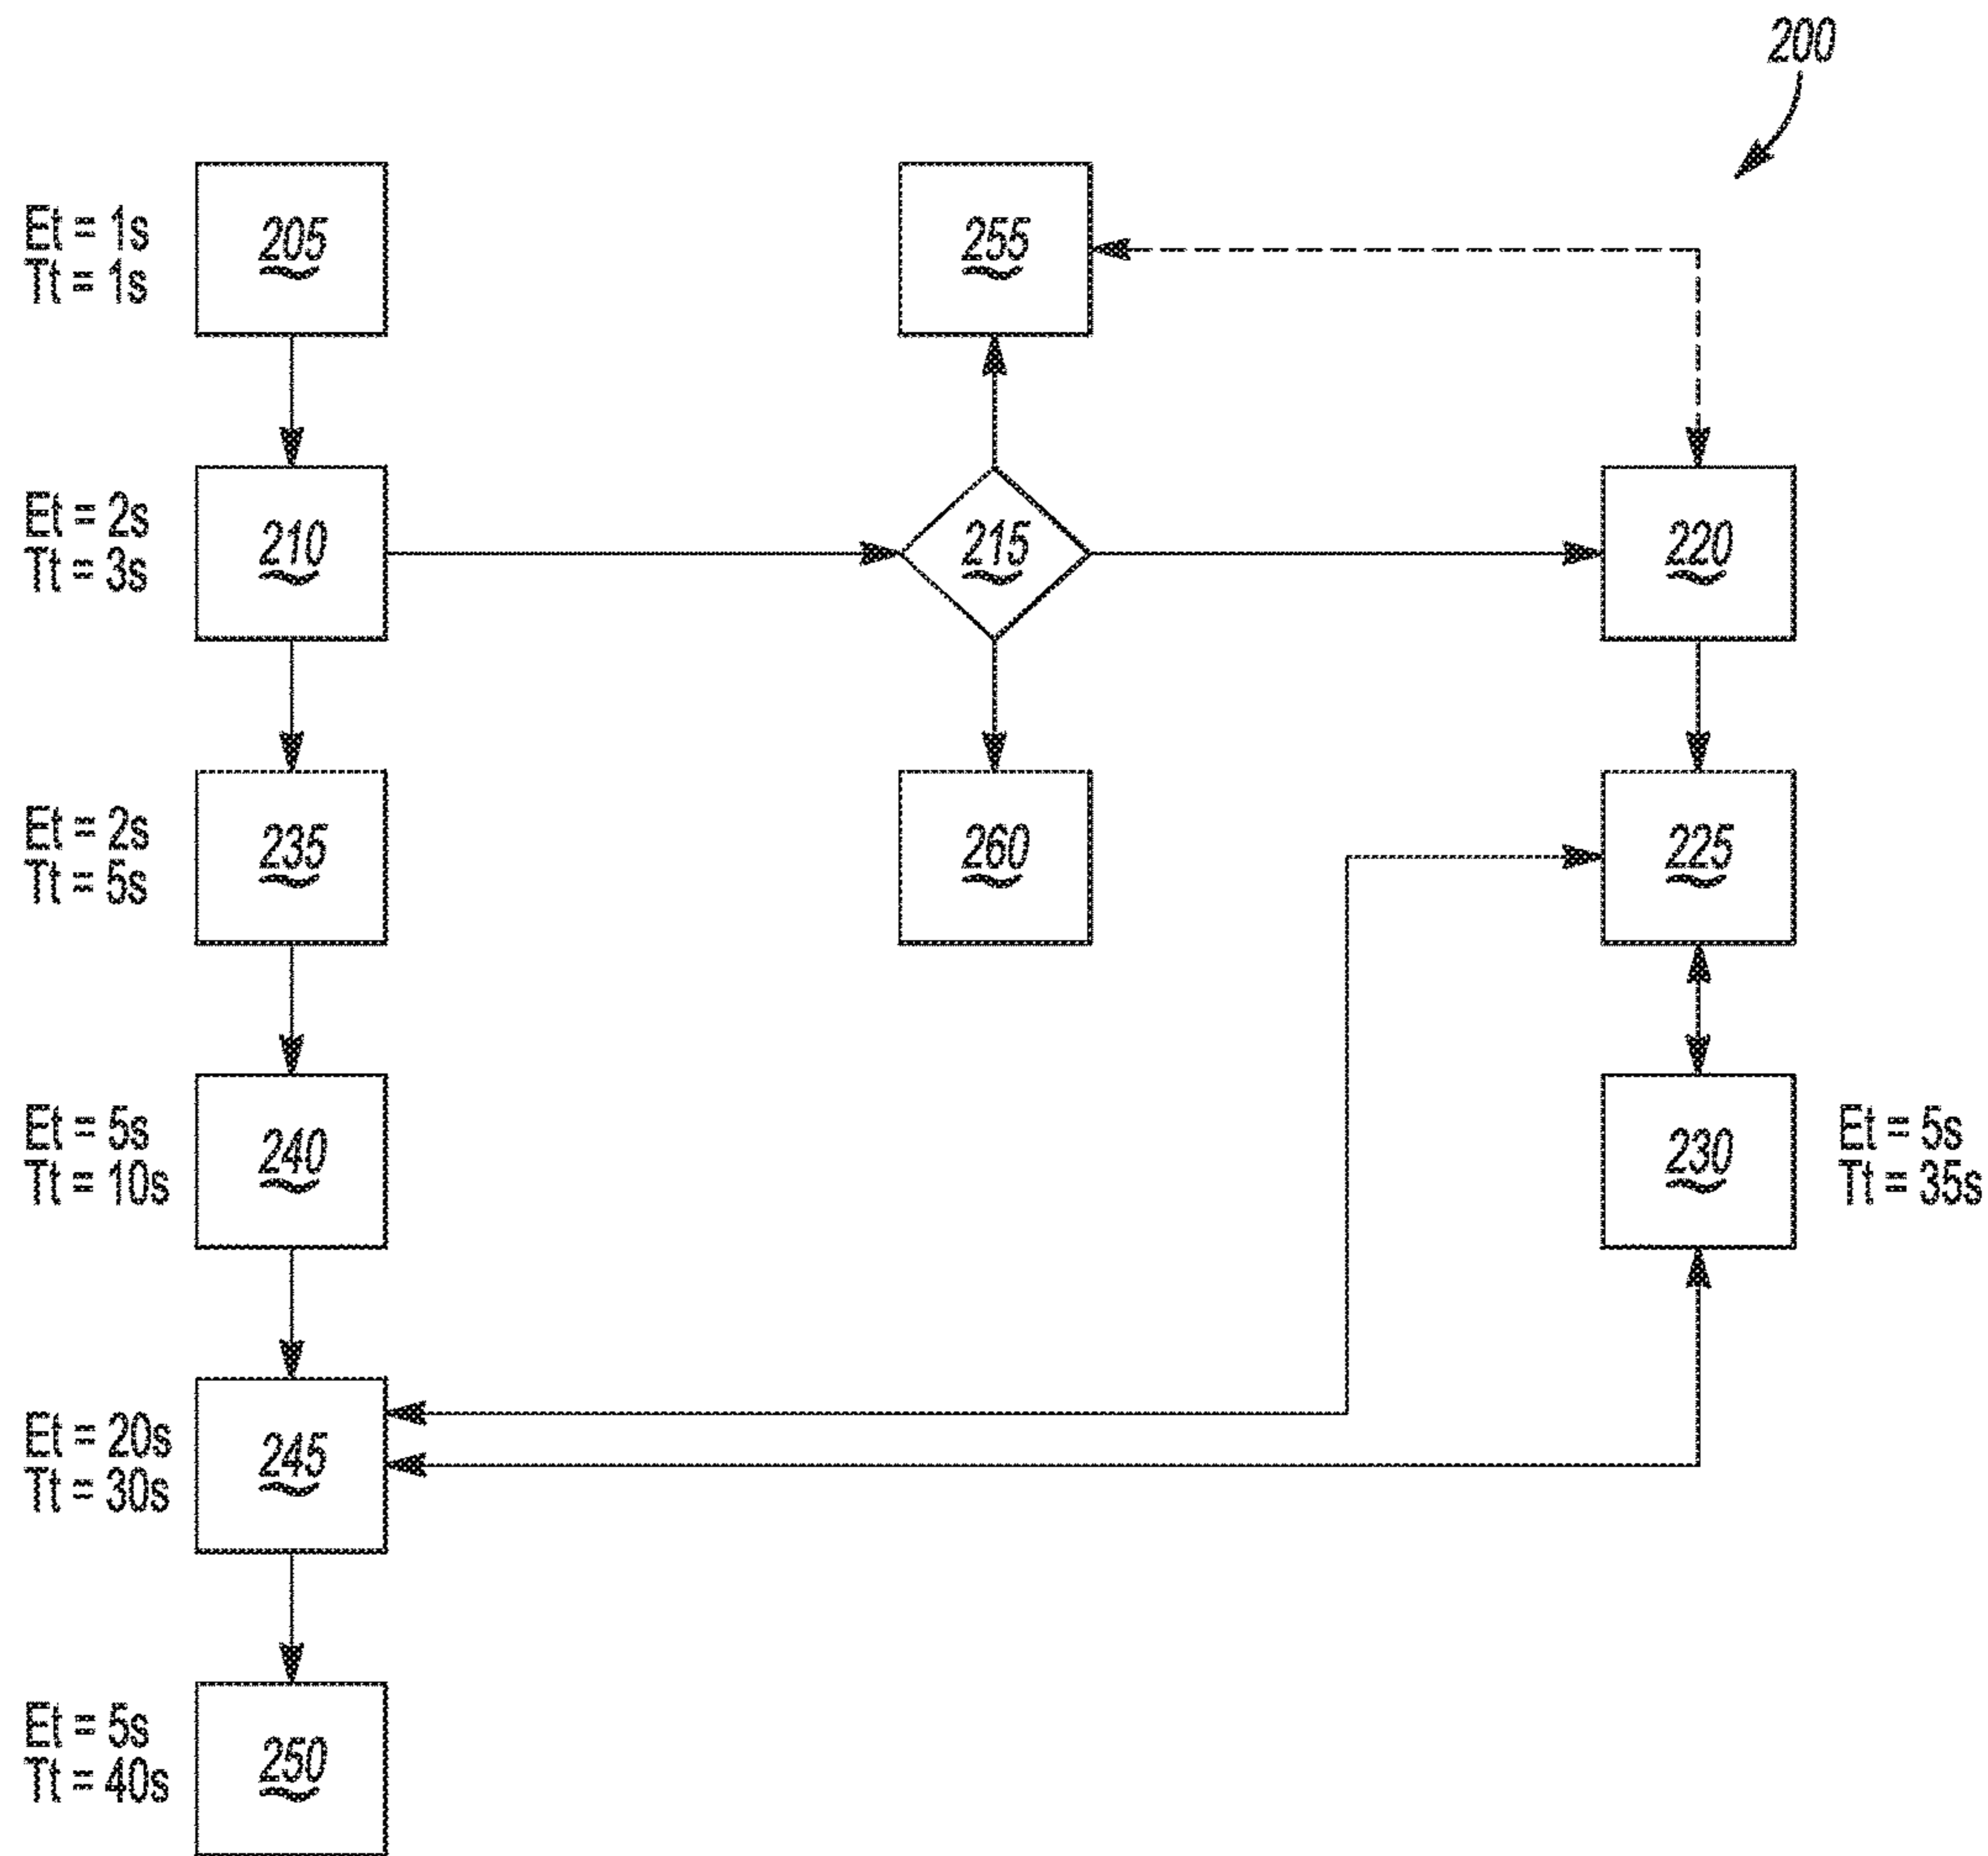 200
Et = 1s
Tt = 1s
205
255
Et = 2s
Tt = 3s
210
215
220
Et = 2s
Tt = 5s
235
260
225
Et = 5s
Tt = 10s
240
230
Et = 5s
Tt = 35s
Et = 20s
Tt = 30s
245
Et = 5s
Tt = 40s
250